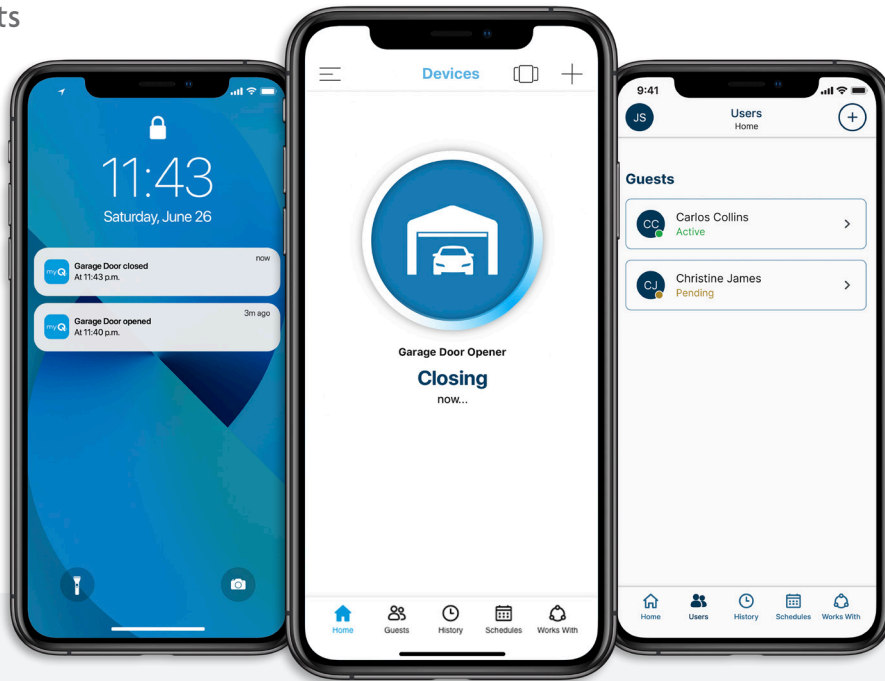 ts
11:43
Saturday, June 26
myQ
Garage Door closed
now
At 11:43 p.m.
myQ
Garage Door opened
3m ago
At 11:40 p.m.
Devices
Garage Door Opener
Closing
now...
Home
Guests
History
Schedules
Works With
9:41
JS
Users
Home
Guests
CC
Carlos Collins
Active
CJ
Christine James
Pending
Home
Users
History
Schedules
Works With